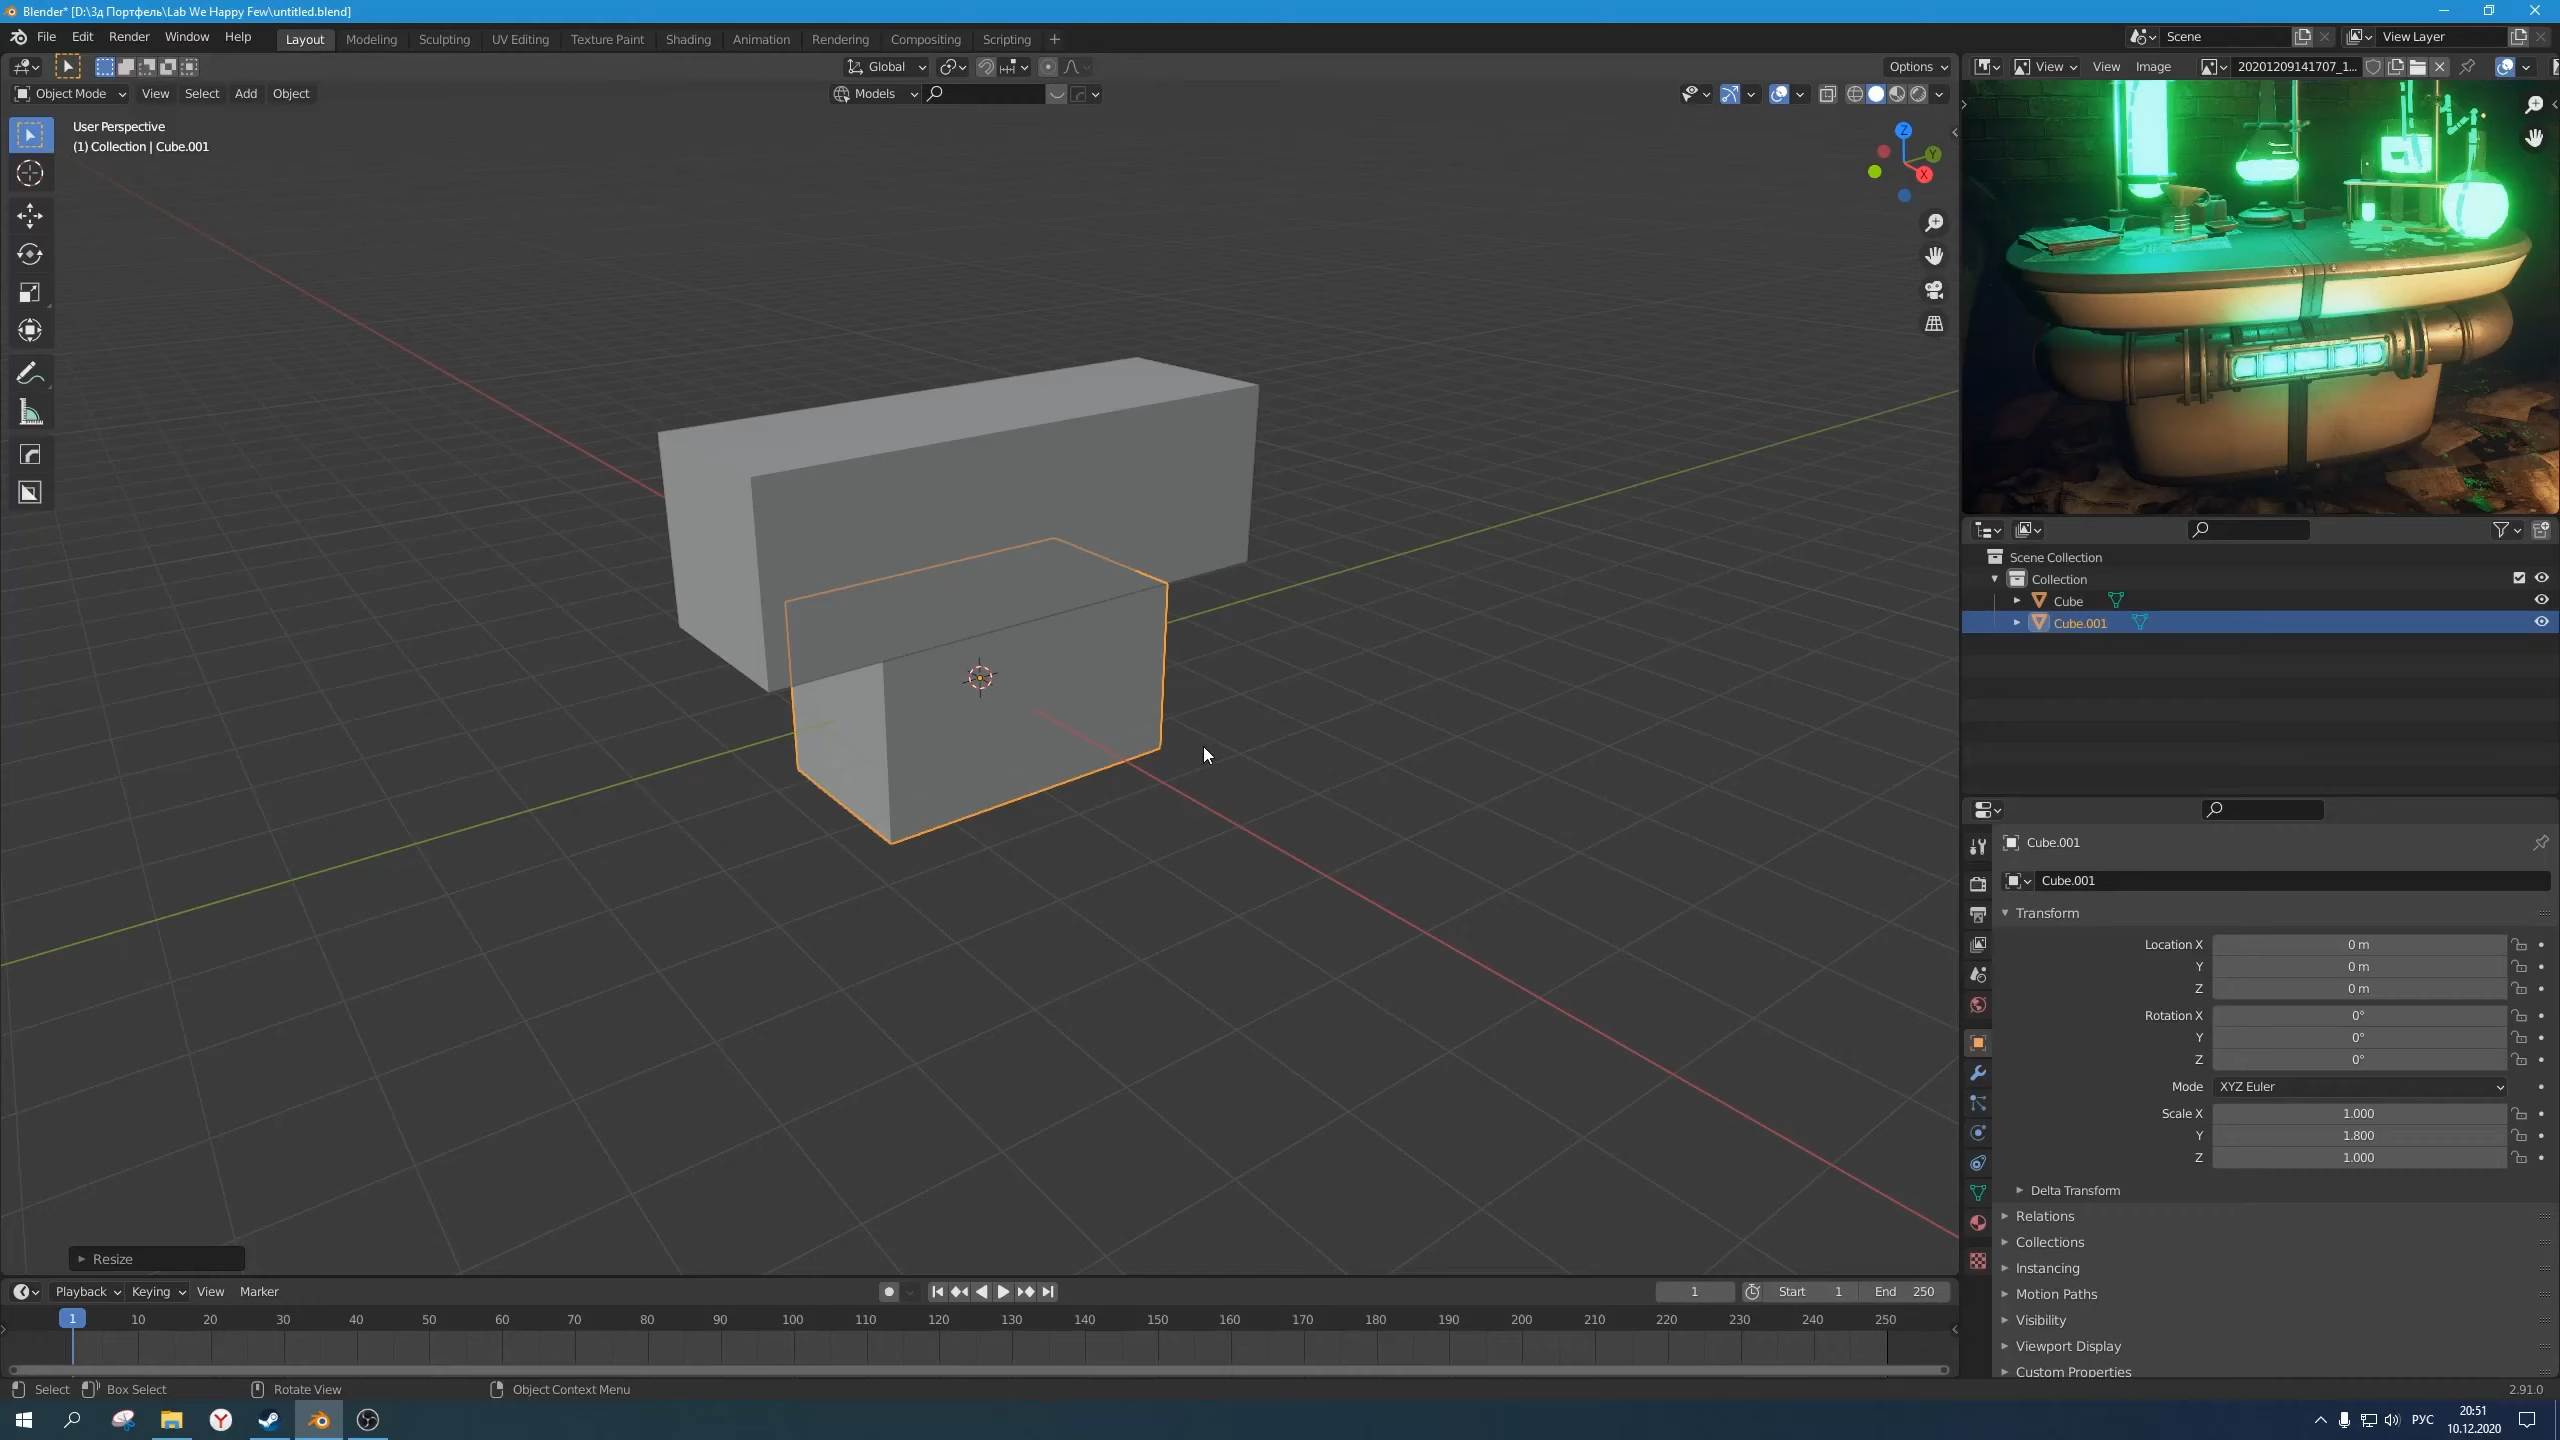 Blender* [D:\3д Портфель\Lab We Happy Few\untitled.blend]
File Edit Render Window Help Layout Modeling Sculpting UV Editing Texture Paint Shading Animation Rendering Compositing Scripting + Scene View Layer
Global Options View View Image 20201209141707_1...
Object Mode View Select Add Object Models
User Perspective
(1) Collection | Cube.001
Z
Y
X
Scene Collection
Collection
Cube
Cube.001
Cube.001
Cube.001
Transform
Location X 0 m
Y 0 m
Z 0 m
Rotation X 0°
Y 0°
Z 0°
Mode XYZ Euler
Scale X 1.000
Y 1.800
Z 1.000
Delta Transform
Relations
Collections
Instancing
Motion Paths
Visibility
Viewport Display
Custom Properties
Resize
Playback Keying View Marker 1 Start 1 End 250
1 10 20 30 40 50 60 70 80 90 100 110 120 130 140 150 160 170 180 190 200 210 220 230 240 250
Select Box Select Rotate View Object Context Menu 2.91.0
РУС
20:51
10.12.2020